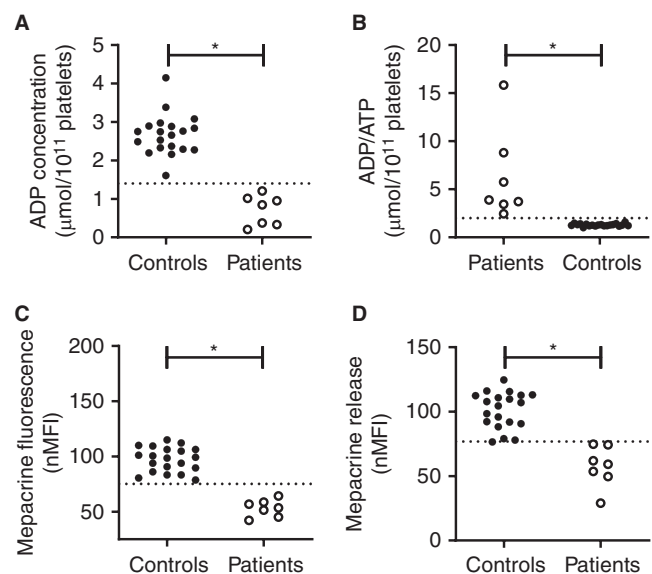 A
ADP concentration
(μmol/10¹¹ platelets)
5
4
3
2
1
0
*
Controls Patients
B
ADP/ATP
(μmol/10¹¹ platelets)
20
15
10
5
0
*
Patients Controls
C
Mepacrine fluorescence
(nMFI)
200
150
100
50
*
Controls Patients
D
Mepacrine release
(nMFI)
150
100
50
0
*
Controls Patients